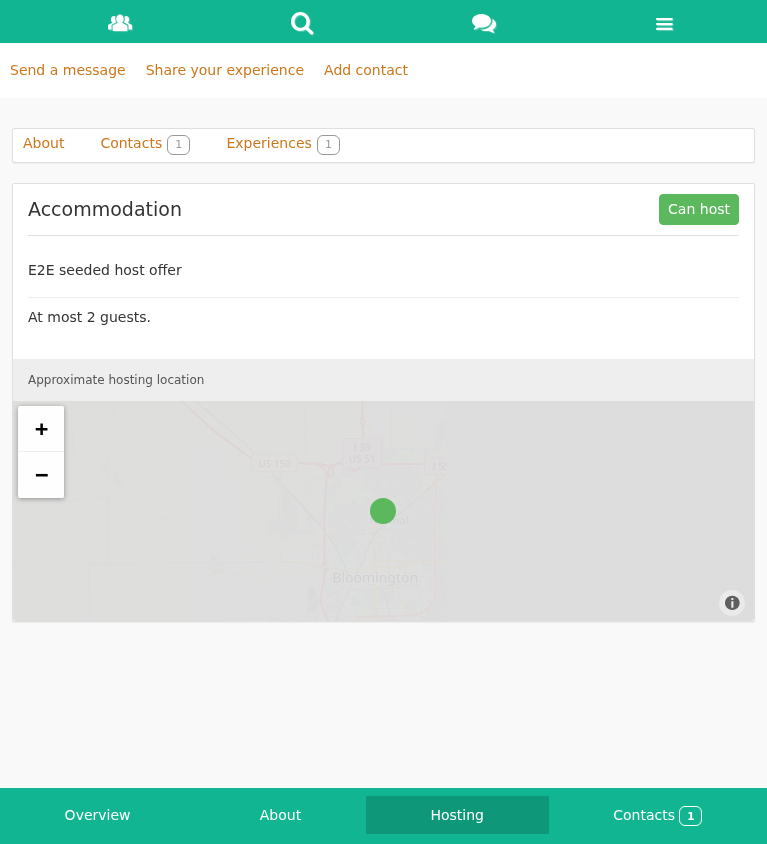 Send a message Share your experience Add contact
About Contacts 1 Experiences 1
Accommodation Can host
E2E seeded host offer
At most 2 guests.
Approximate hosting location
+
−
I 39
US 51
US 150
Bloomington
Overview About Hosting Contacts 1